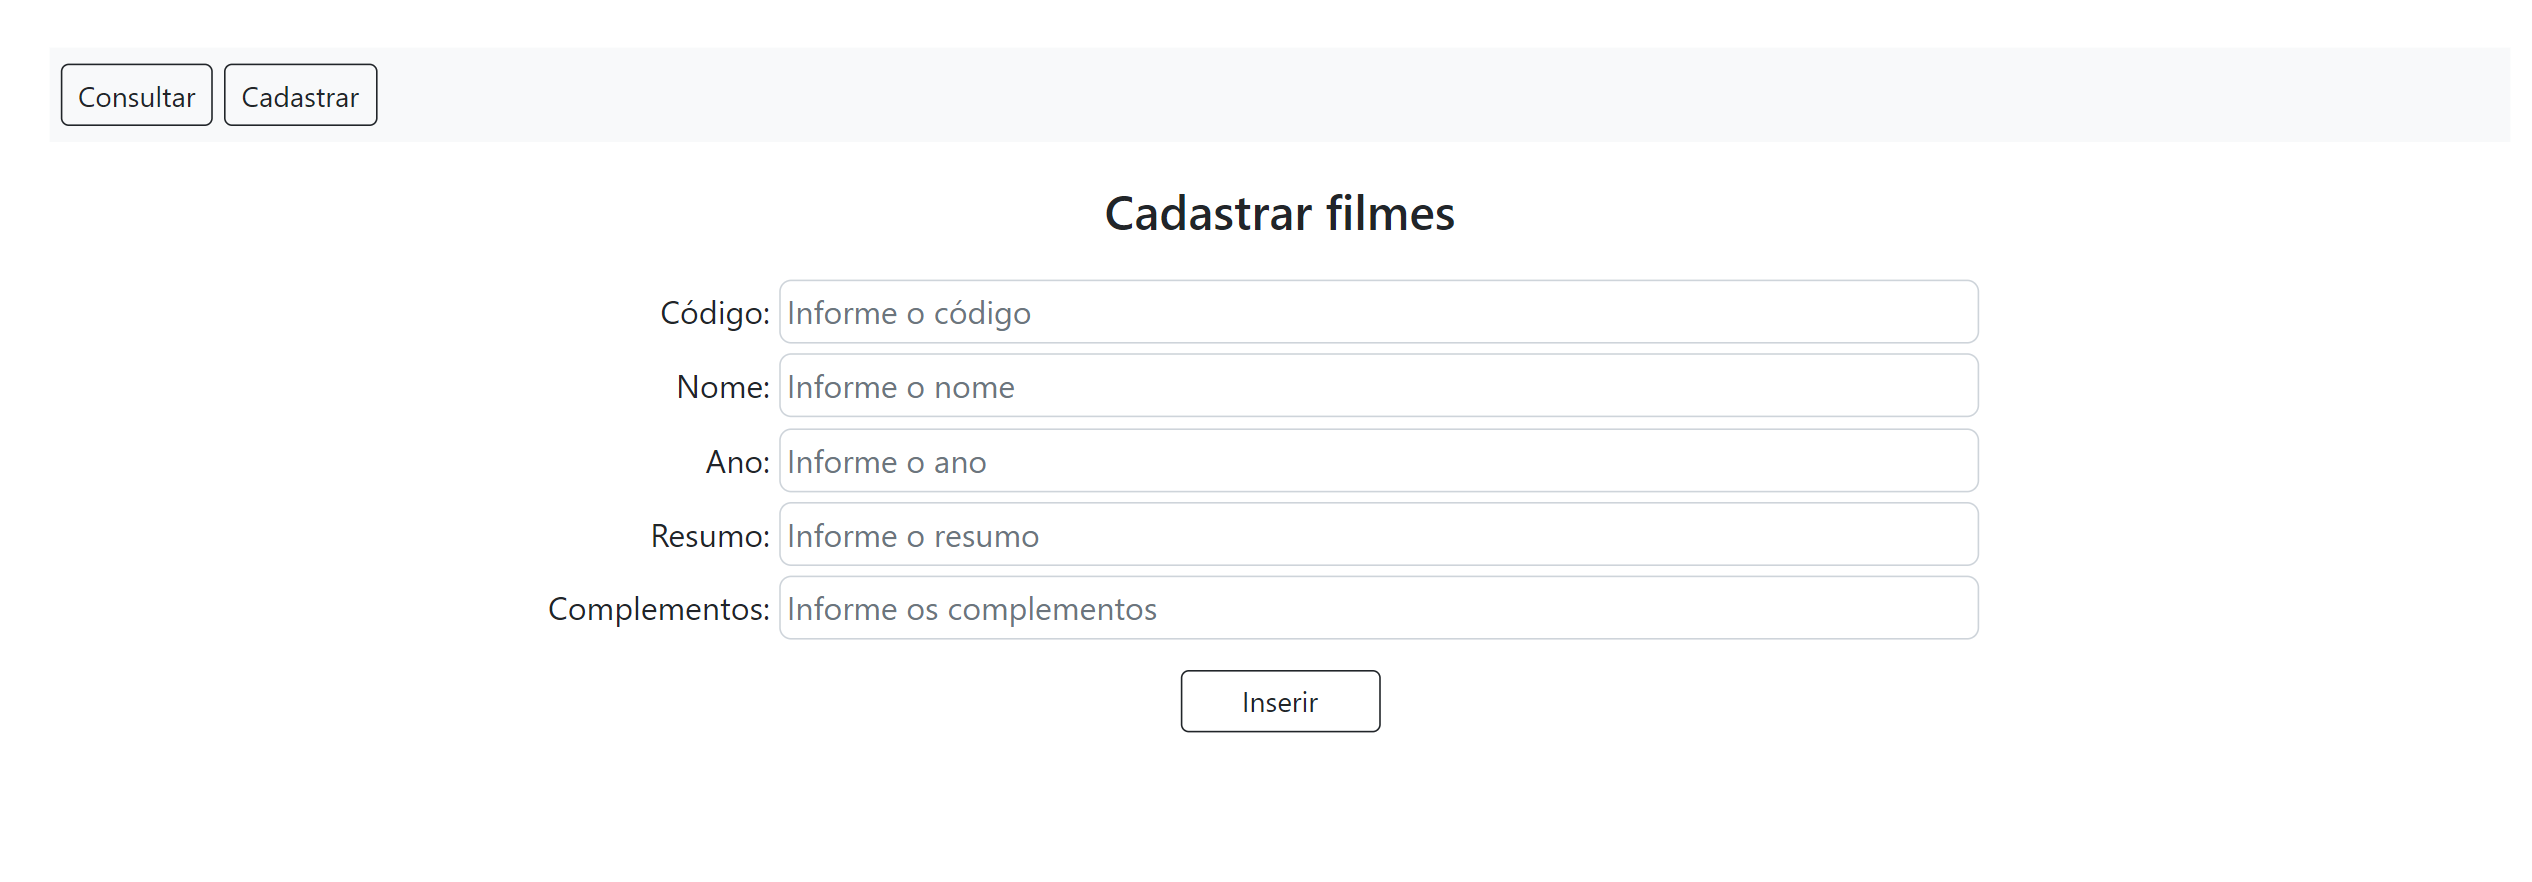 Consultar Cadastrar
Cadastrar filmes
Código: Informe o código
Nome: Informe o nome
Ano: Informe o ano
Resumo: Informe o resumo
Complementos: Informe os complementos
Inserir